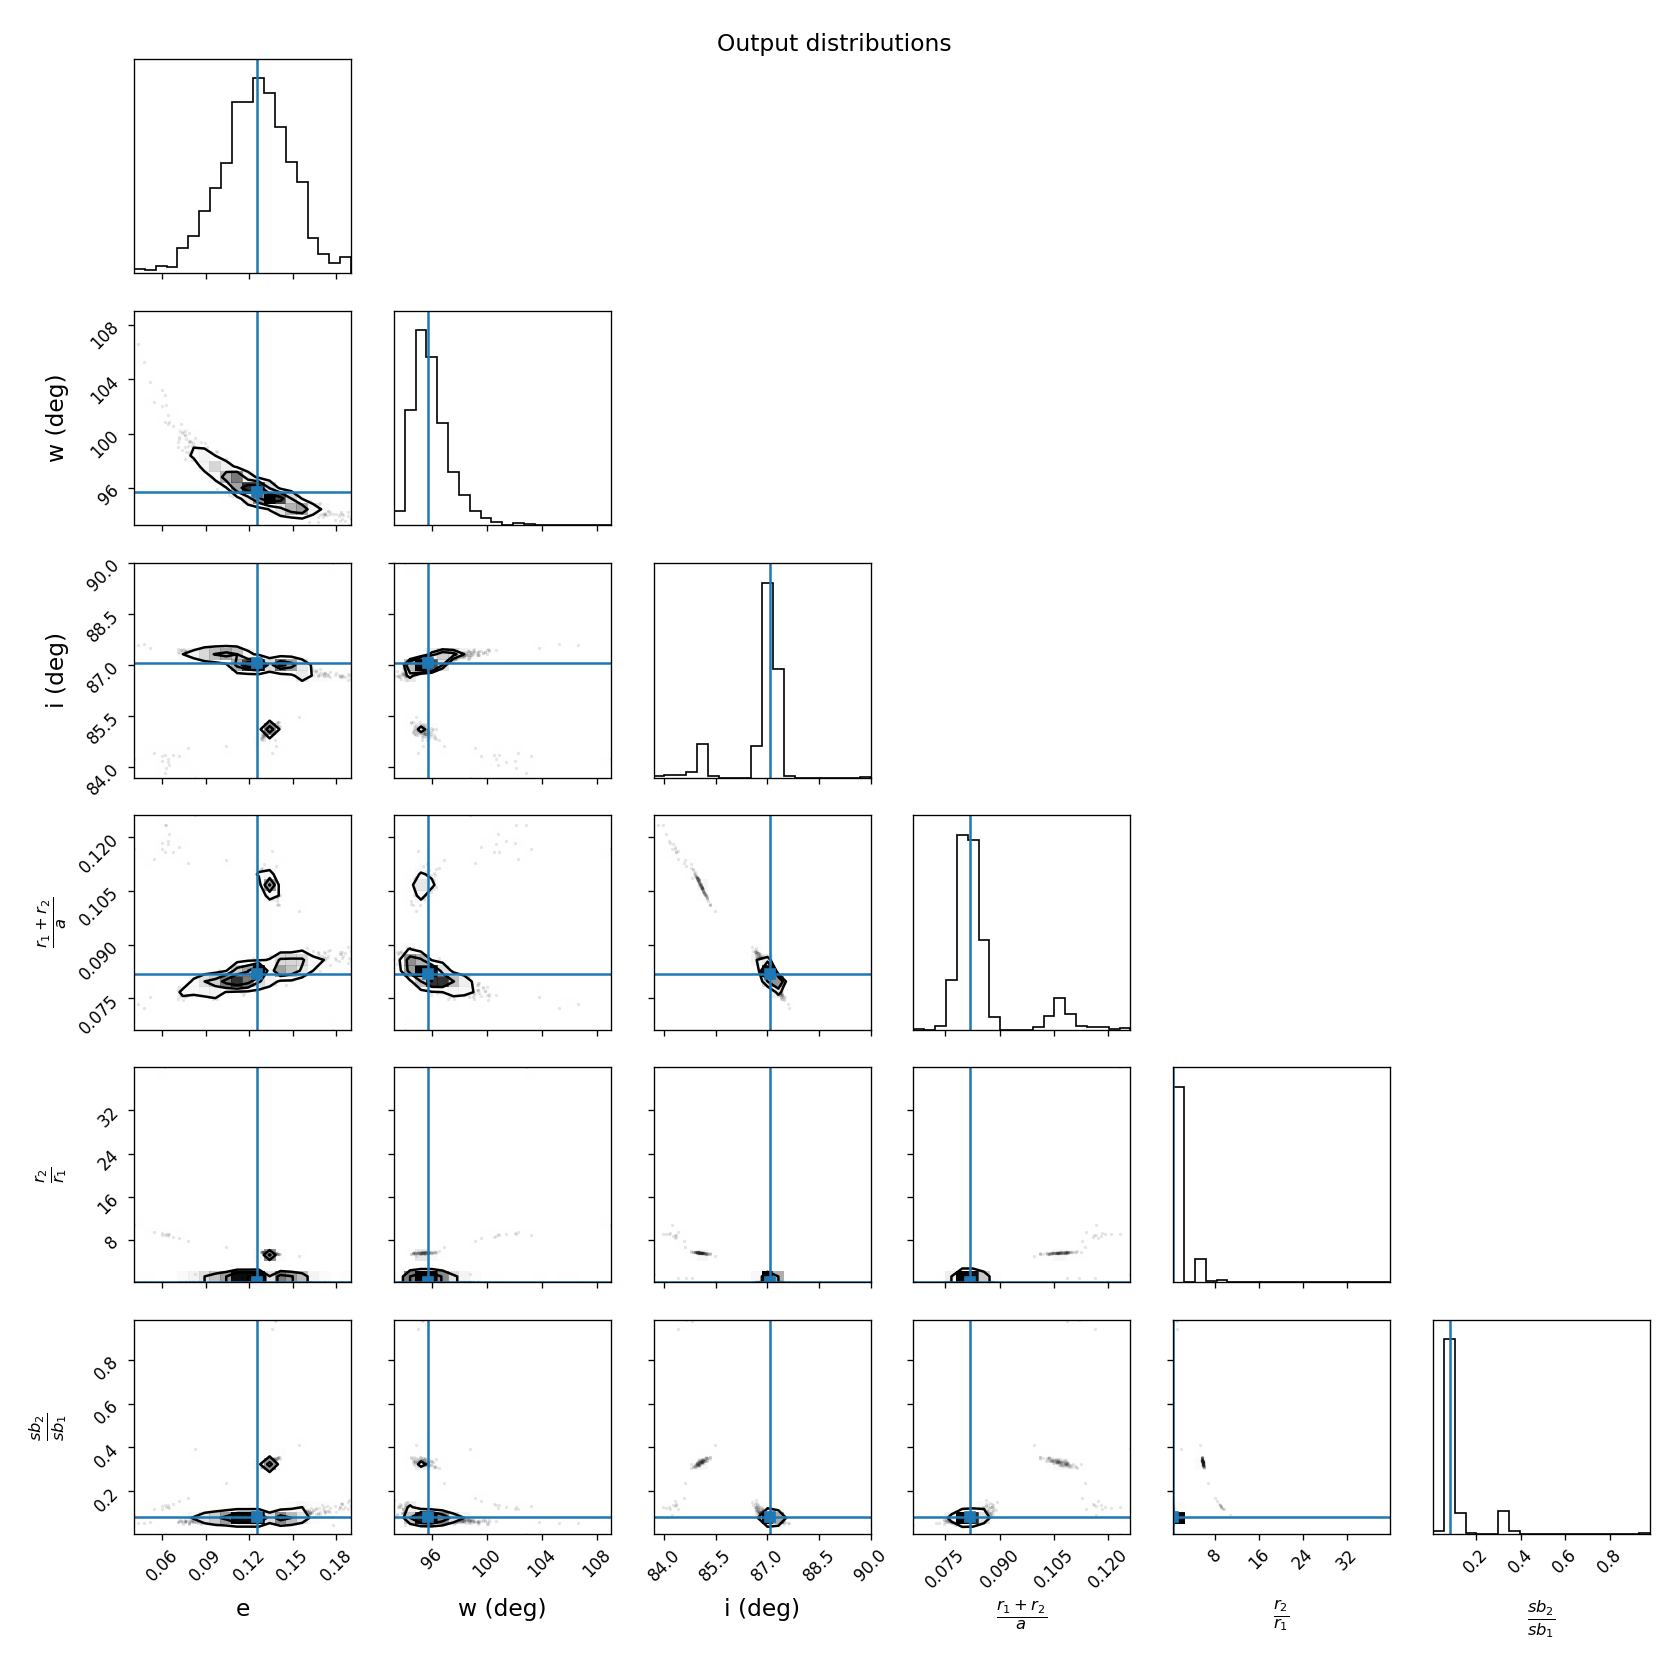 Output distributions
108
104
100
96
w (deg)
90.0
88.5
87.0
85.5
84.0
i (deg)
0.120
0.105
0.090
0.075
r₁ + r₂
a
32
24
16
8
r₂
r₁
0.8
0.6
0.4
0.2
sb₂
sb₁
0.06 0.09 0.12 0.15 0.18 96 100 104 108 84.0 85.5 87.0 88.5 90.0 0.075 0.090 0.105 0.120 8 16 24 32 0.2 0.4 0.6 0.8
e w (deg) i (deg) r₁ + r₂ / a r₂ / r₁ sb₂ / sb₁